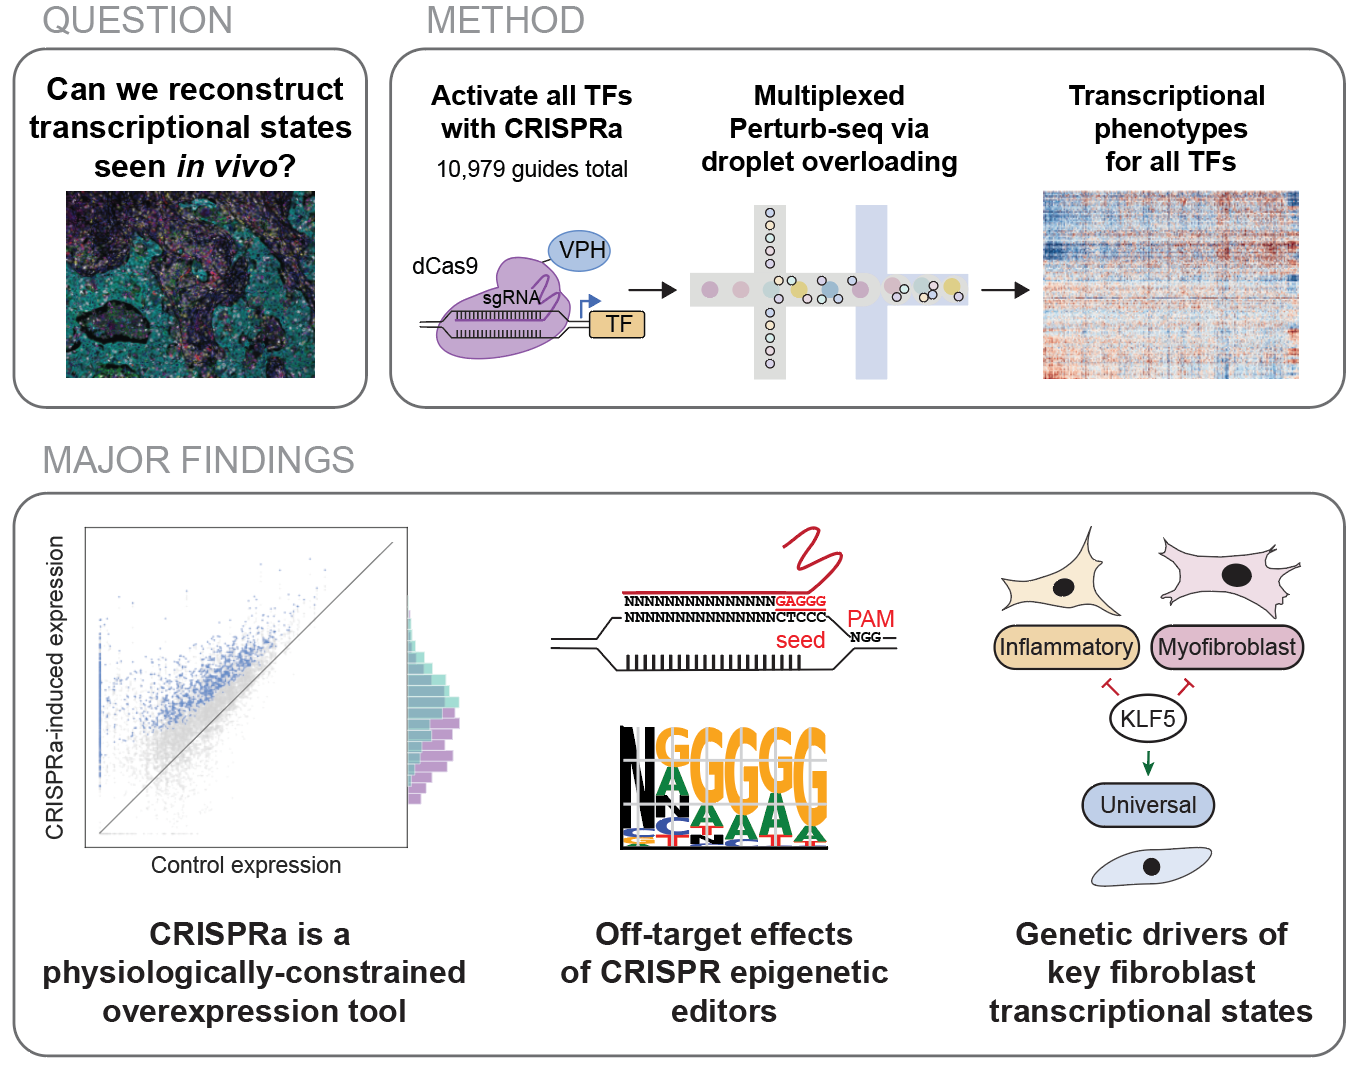 QUESTION
METHOD
Can we reconstruct
transcriptional states
seen in vivo?
Activate all TFs
with CRISPRa
10,979 guides total
dCas9
VPH
sgRNA
TF
Multiplexed
Perturb-seq via
droplet overloading
Transcriptional
phenotypes
for all TFs
MAJOR FINDINGS
CRISPRa-induced expression
Control expression
CRISPRa is a
physiologically-constrained
overexpression tool
NNNNNNNNNNNNNNNGAGGG
NNNNNNNNNNNNNNNCTCCC
PAM
NGG
seed
Off-target effects
of CRISPR epigenetic
editors
Inflammatory
Myofibroblast
KLF5
Universal
Genetic drivers of
key fibroblast
transcriptional states